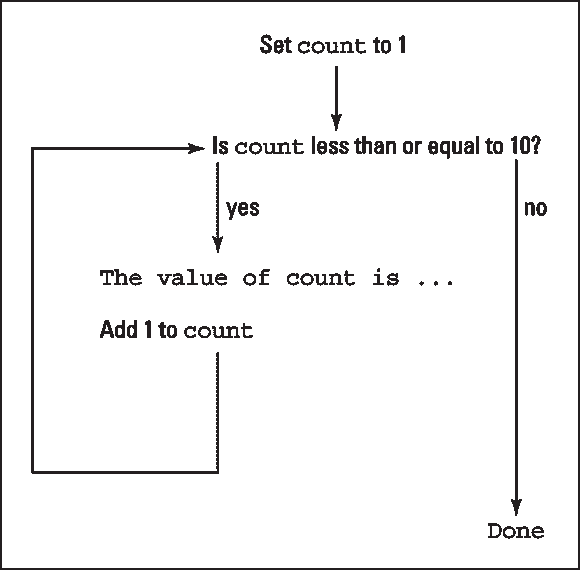 Set count to 1
Is count less than or equal to 10?
yes
no
The value of count is ...
Add 1 to count
Done